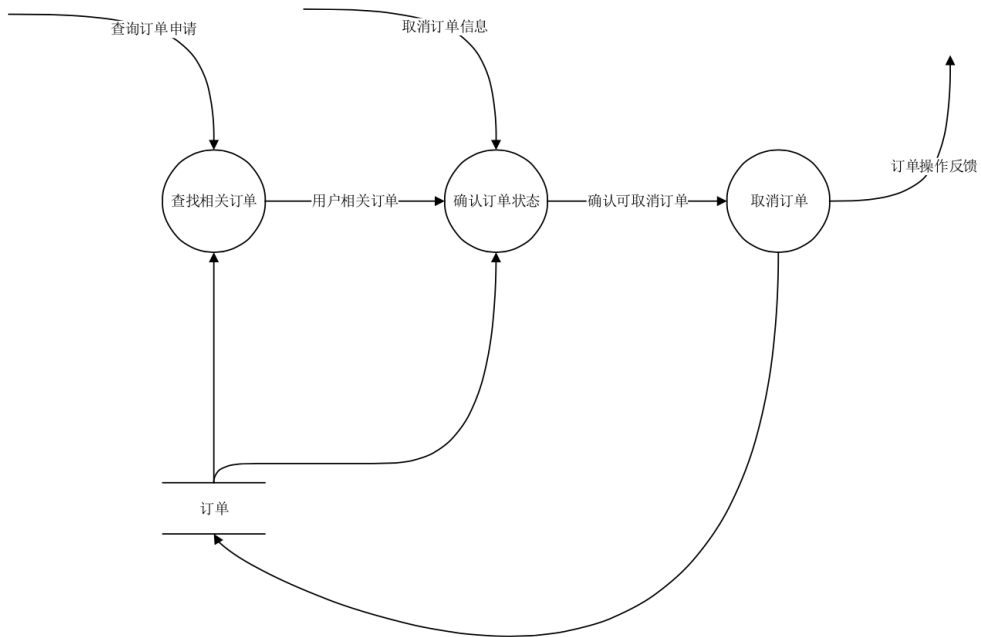 查询订单申请
取消订单信息
订单操作反馈
查找相关订单
用户相关订单
确认订单状态
确认可取消订单
取消订单
订单